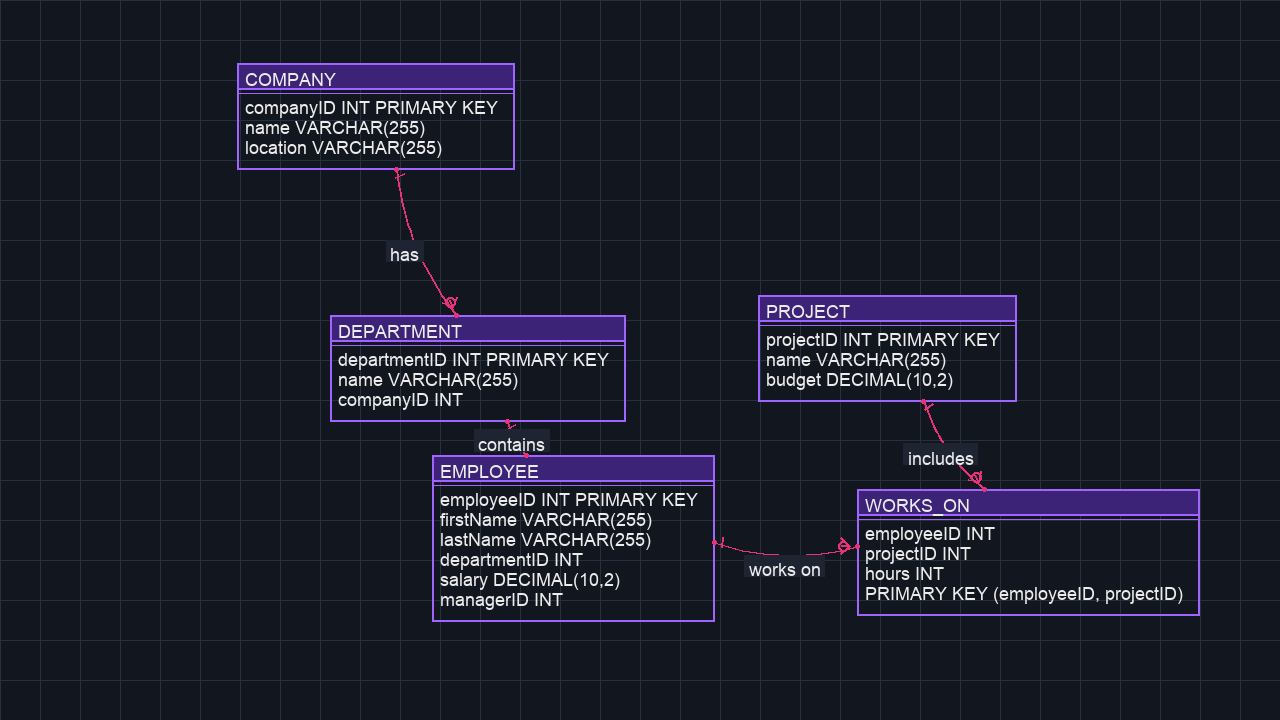 COMPANY
companyID INT PRIMARY KEY
name VARCHAR(255)
location VARCHAR(255)
has
DEPARTMENT
departmentID INT PRIMARY KEY
name VARCHAR(255)
companyID INT
contains
EMPLOYEE
employeeID INT PRIMARY KEY
firstName VARCHAR(255)
lastName VARCHAR(255)
departmentID INT
salary DECIMAL(10,2)
managerID INT
works on
PROJECT
projectID INT PRIMARY KEY
name VARCHAR(255)
budget DECIMAL(10,2)
includes
WORKS_ON
employeeID INT
projectID INT
hours INT
PRIMARY KEY (employeeID, projectID)